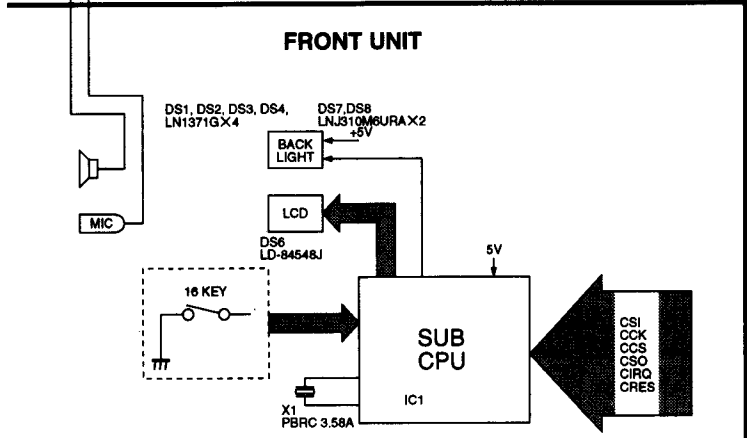 FRONT UNIT
DS1, DS2, DS3, DS4,
LN1371G×4
DS7,DS8
LNJ310M6URA×2
+5V
BACK
LIGHT
LCD
MIC
DS6
LD-84548J
5V
16 KEY
SUB
CPU
CSI
CCK
CCS
CSO
CIRQ
CRES
IC1
X1
PBRC 3.58A